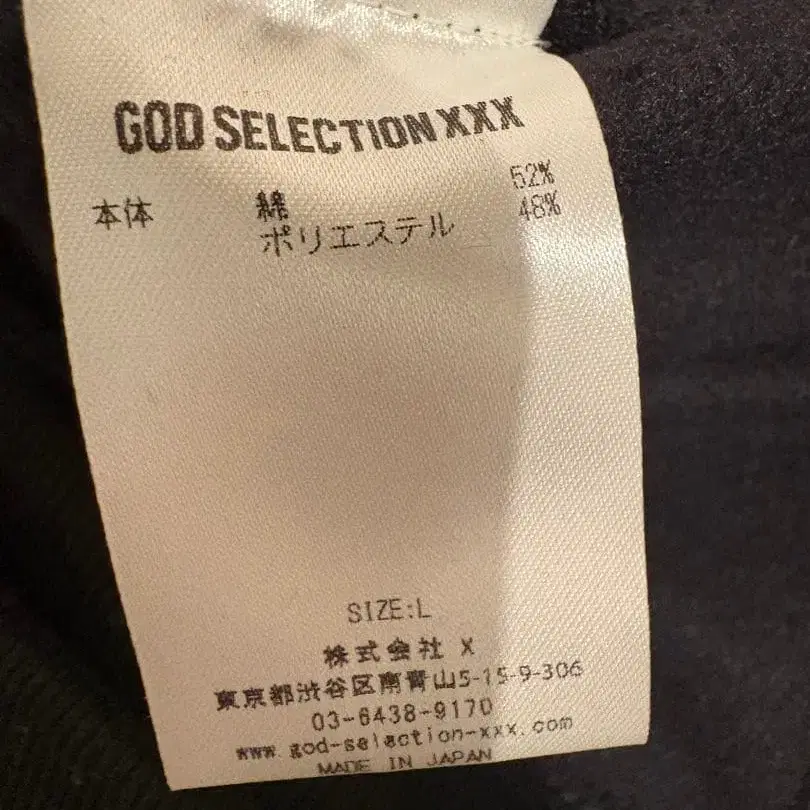 GOD SELECTION XXX
本体 綿 52%
ポリエステル 48%
SIZE:L
株式会社 X
東京都渋谷区南青山5-15-9-306
03-6438-9170
www.god-selection-xxx.com
MADE IN JAPAN